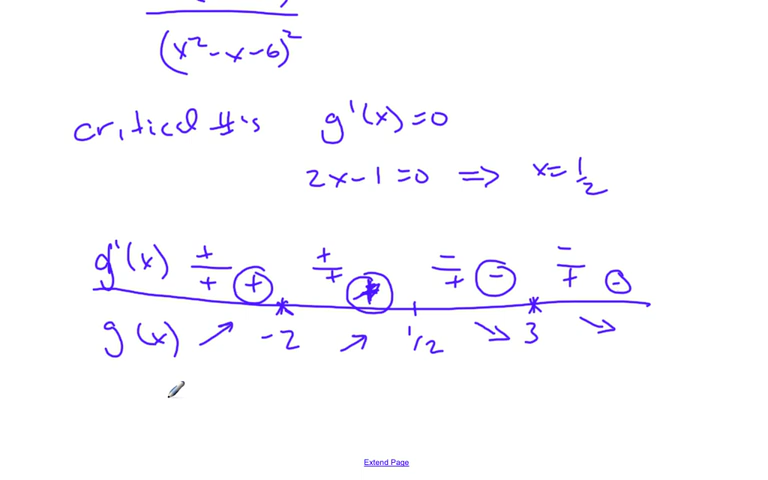 (x²-x-6)²
critical #'s g'(x)=0
2x-1=0 => x=1/2
g'(x) +/+ (+) +/+ (+) -/+ (-) -/+ (-)
g(x) ↗ -2 ↗ 1/2 ↘ 3 ↘
Extend Page